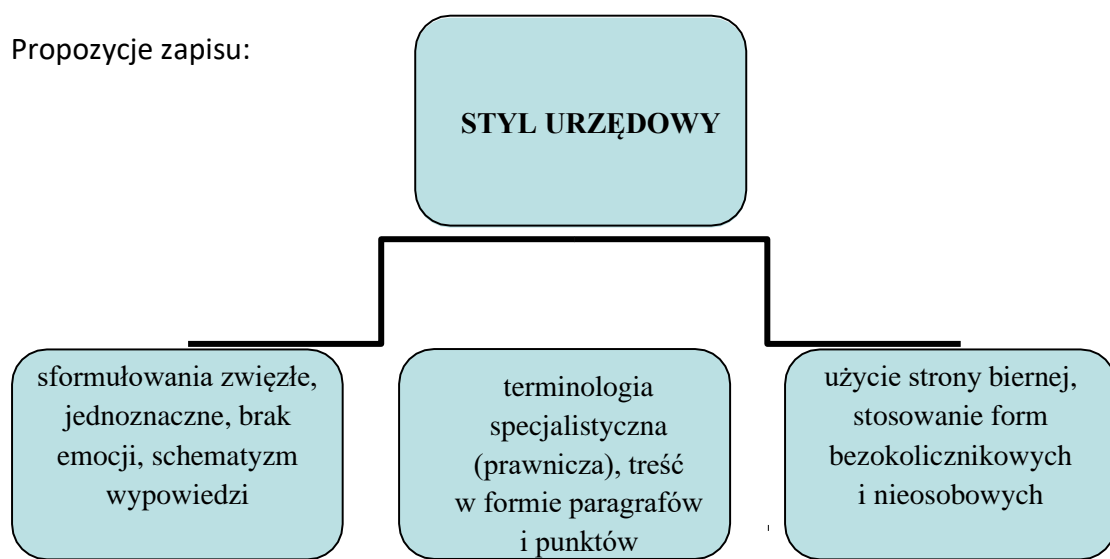 Propozycje zapisu:
STYL URZĘDOWY
sformułowania zwięzłe,
jednoznaczne, brak
emocji, schematyzm
wypowiedzi
terminologia
specjalistyczna
(prawnicza), treść
w formie paragrafów
i punktów
użycie strony biernej,
stosowanie form
bezokolicznikowych
i nieosobowych